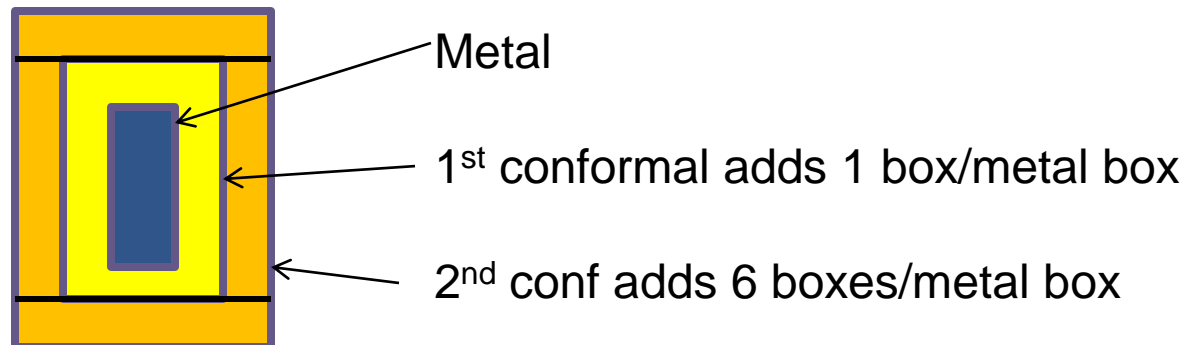 Metal
1st conformal adds 1 box/metal box
2nd conf adds 6 boxes/metal box